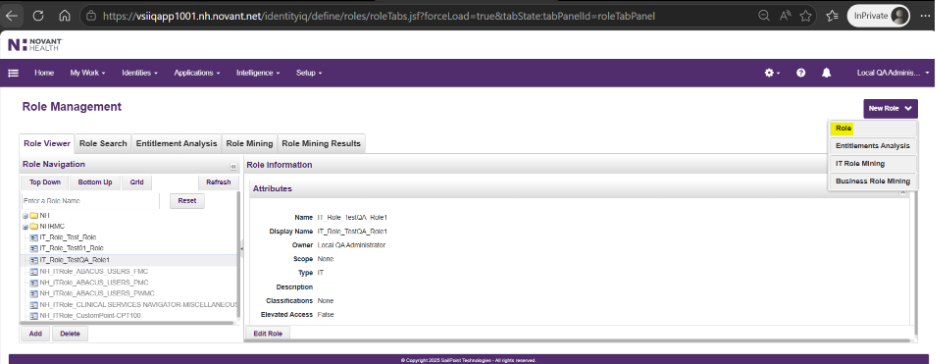 https://vsiiqapp1001.nh.novant.net/identityiq/define/roles/roleTabs.jsf?forceLoad=true&tabState:tabPanelId=roleTabPanel
InPrivate
NOVANT
HEALTH
Home My Work Identities Applications Intelligence Setup Local QA Adminis...
Role Management
New Role
Role
Entitlements Analysis
IT Role Mining
Business Role Mining
Role Viewer Role Search Entitlement Analysis Role Mining Role Mining Results
Role Navigation
Top Down Bottom Up Grid Refresh
Enter a Role Name Reset
NH
NHRMC
IT_Role_Test_Role
IT_Role_Test01_Role
IT_Role_TestQA_Role1
NH_ITRole_ABACUS_USERS_FMC
NH_ITRole_ABACUS_USERS_PMC
NH_ITRole_ABACUS_USERS_PWMC
NH_ITRole_CLINICAL SERVICES NAVIGATOR-MISCELLANEOUS
NH_ITRole_CustomPoint-CPT100
Add Delete
Role Information
Attributes
Name IT_Role_TestQA_Role1
Display Name IT_Role_TestQA_Role1
Owner Local QA Administrator
Scope None
Type IT
Description
Classifications None
Elevated Access False
Edit Role
© Copyright 2025 SailPoint Technologies - All rights reserved.